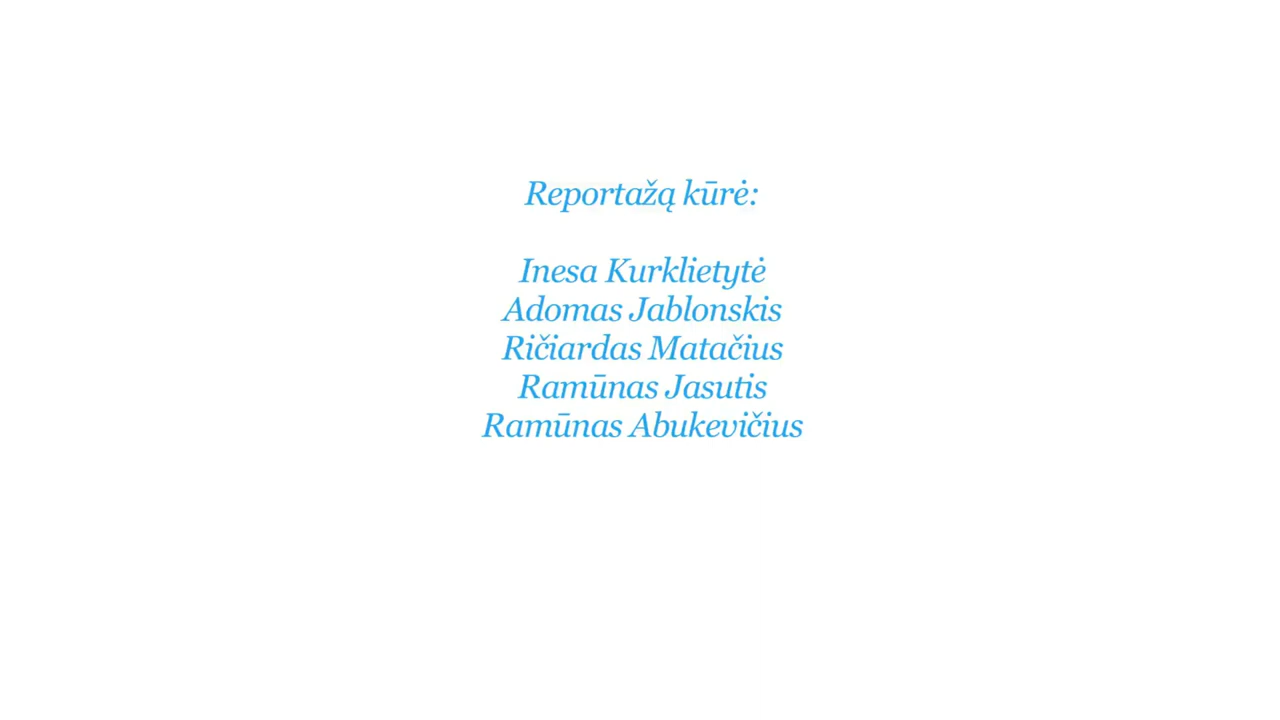 Reportažą kūrė:
Inesa Kurklietytė
Adomas Jablonskis
Ričiardas Matačius
Ramūnas Jasutis
Ramūnas Abukevičius